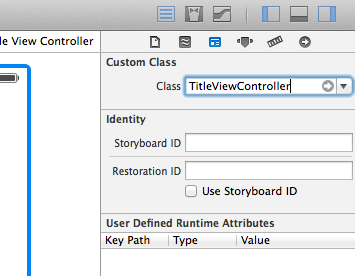 le View Controller
Custom Class
Class TitleViewController
Identity
Storyboard ID
Restoration ID
Use Storyboard ID
User Defined Runtime Attributes
Key Path Type Value